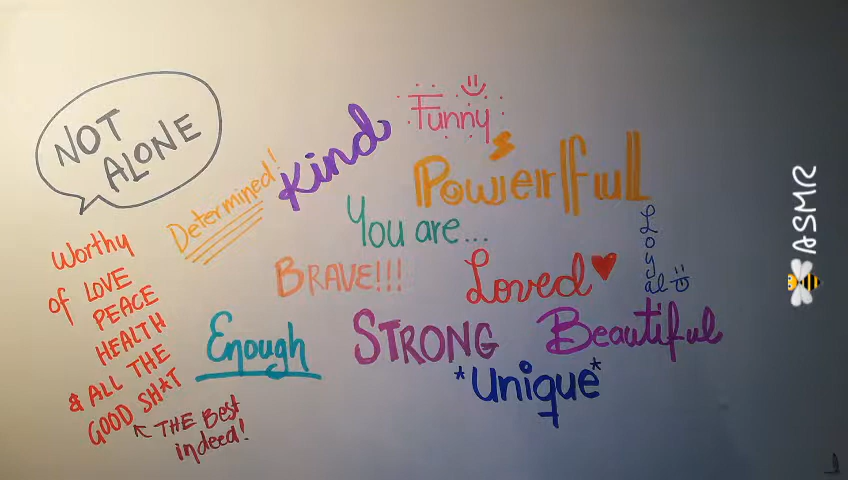 NOT
ALONE
Determined!
Kind
Funny
Powerful
You are...
Loyal
BRAVE!!!
Loved
Worthy
of LOVE
PEACE
HEALTH
& ALL THE
GOOD SH*T
THE BEST
indeed!
Enough
STRONG
Beautiful
*Unique*
ASMR